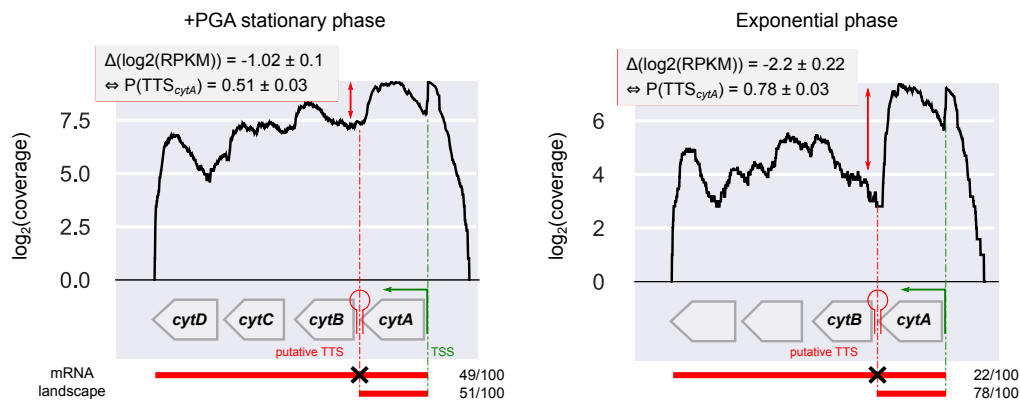 +PGA stationary phase
Δ(log2(RPKM)) = -1.02 ± 0.1
⇔ P(TTS_cytA) = 0.51 ± 0.03
log₂(coverage)
7.5
5.0
2.5
0.0
cytD cytC cytB cytA
putative TTS TSS
mRNA landscape
49/100
51/100
Exponential phase
Δ(log2(RPKM)) = -2.2 ± 0.22
⇔ P(TTS_cytA) = 0.78 ± 0.03
log₂(coverage)
6
4
2
0
cytB cytA
putative TTS
22/100
78/100